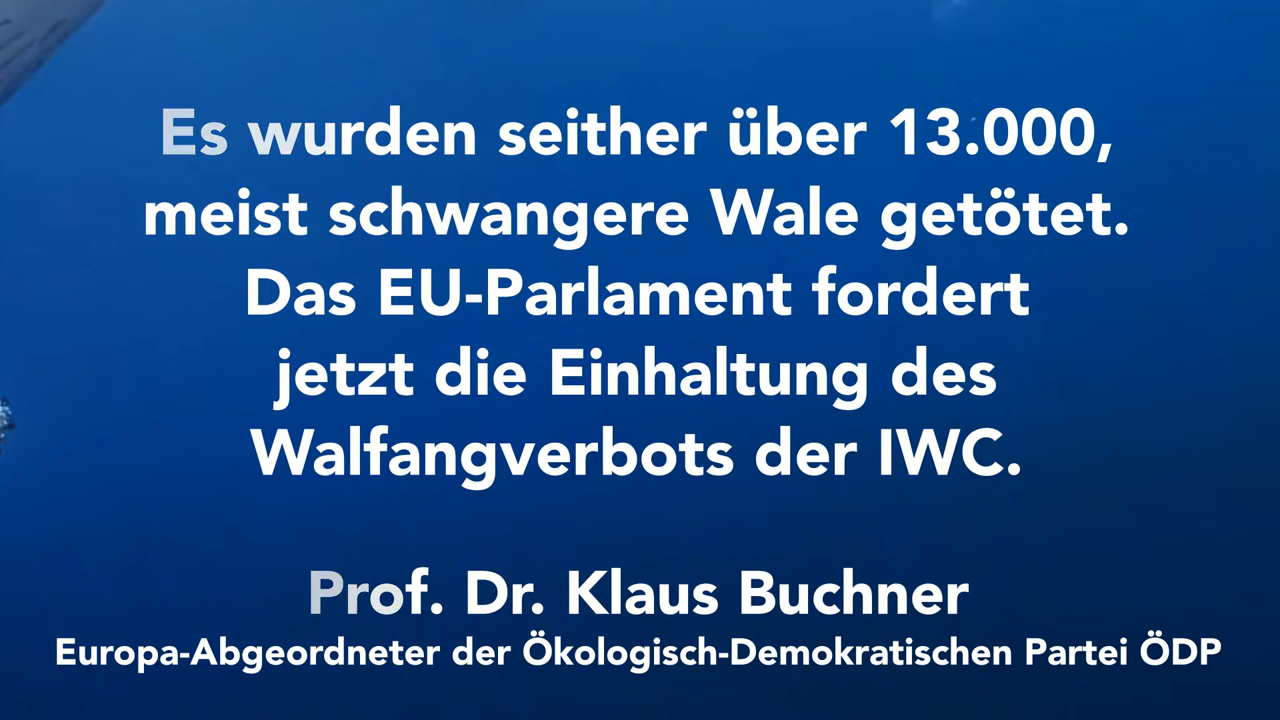 Es wurden seither über 13.000,
meist schwangere Wale getötet.
Das EU-Parlament fordert
jetzt die Einhaltung des
Walfangverbots der IWC.
Prof. Dr. Klaus Buchner
Europa-Abgeordneter der Ökologisch-Demokratischen Partei ÖDP